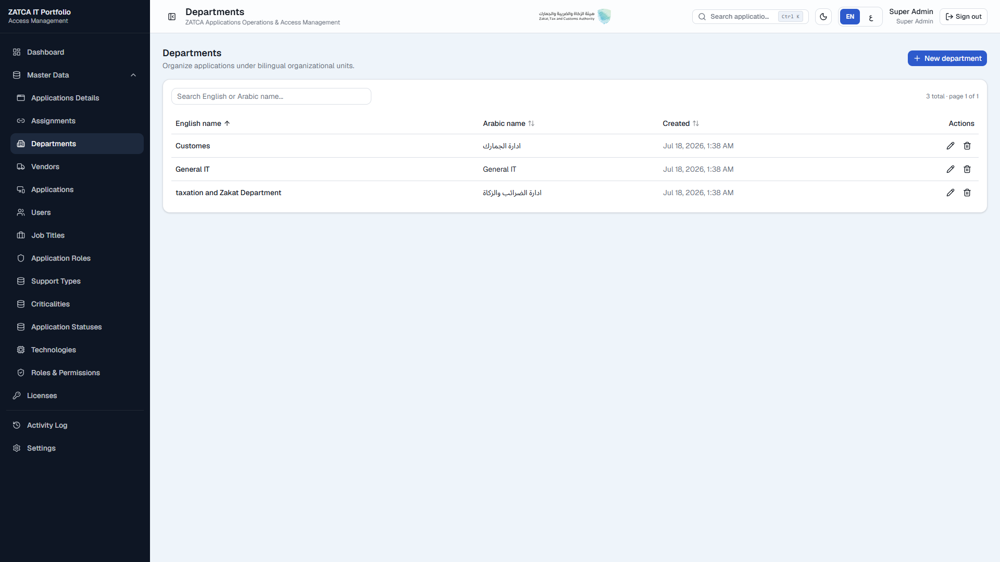 ZATCA IT Portfolio
Access Management
Dashboard
Master Data
Applications Details
Assignments
Departments
Vendors
Applications
Users
Job Titles
Application Roles
Support Types
Criticalities
Application Statuses
Technologies
Roles & Permissions
Licenses
Activity Log
Settings
Departments
ZATCA Applications Operations & Access Management
هيئة الزكاة والضريبة والجمارك
Zakat, Tax and Customs Authority
Search applicatio... Ctrl K
EN ع
Super Admin
Super Admin
Sign out
Departments
Organize applications under bilingual organizational units.
New department
Search English or Arabic name...
3 total · page 1 of 1
English name Arabic name Created Actions
Customes ادارة الجمارك Jul 18, 2026, 1:38 AM
General IT General IT Jul 18, 2026, 1:38 AM
taxation and Zakat Department ادارة الضرائب والزكاة Jul 18, 2026, 1:38 AM